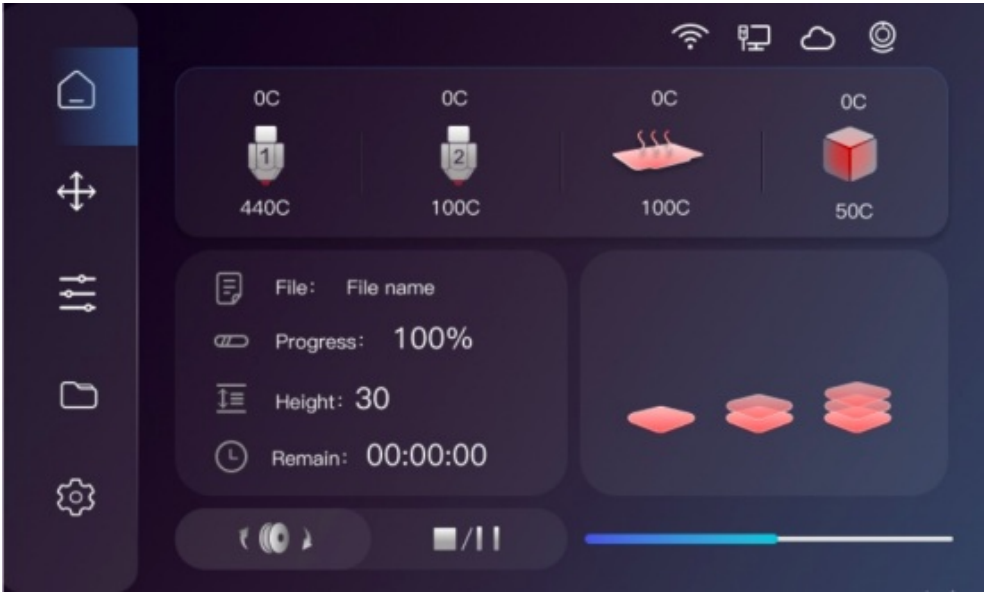 0C 0C 0C 0C
1 2
440C 100C 100C 50C
File: File name
Progress: 100%
Height: 30
Remain: 00:00:00